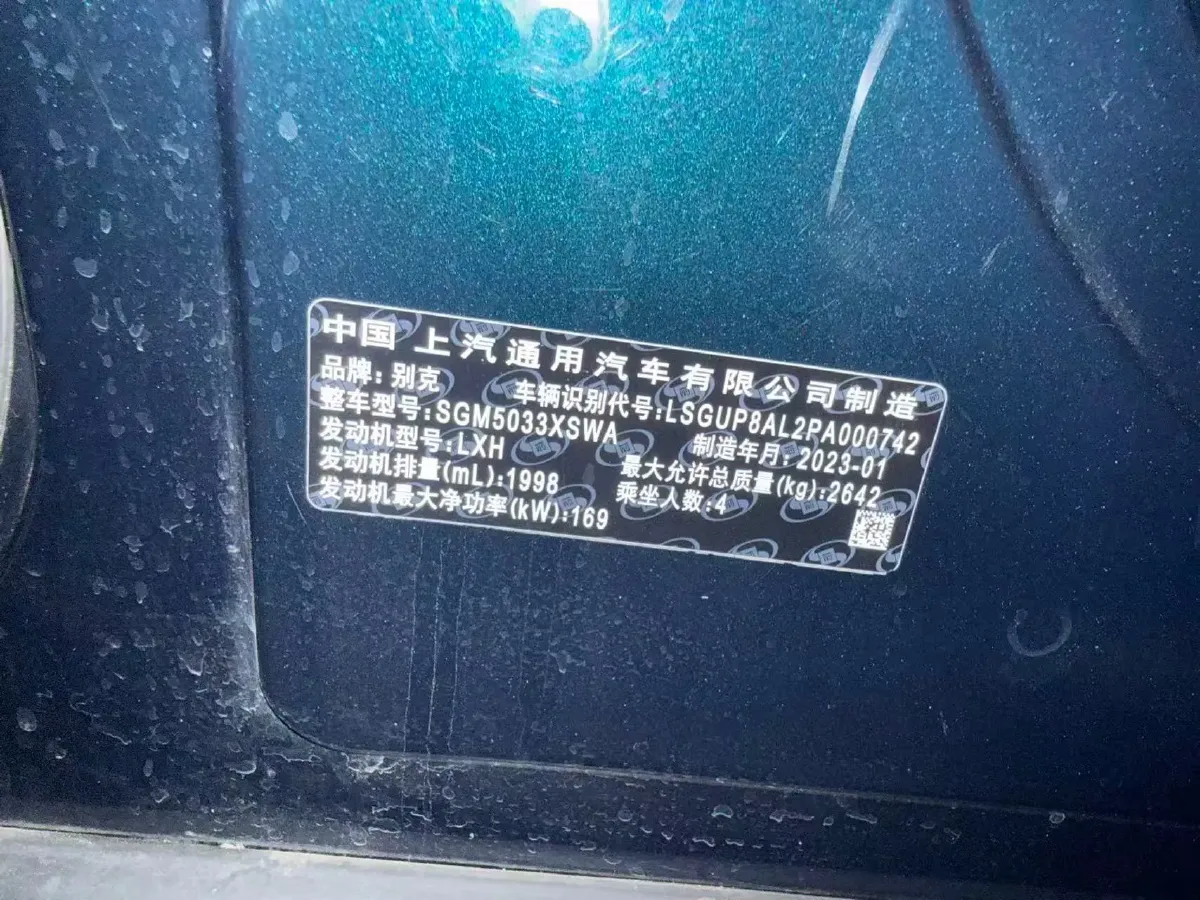 中国 上汽通用汽车有限公司制造
品牌:别克 车辆识别代号:LSGUP8AL2PA000742
整车型号:SGM5033XSWA 制造年月:2023-01
发动机型号:LXH 最大允许总质量(kg):2642
发动机排量(mL):1998 乘坐人数:4
发动机最大净功率(kW):169